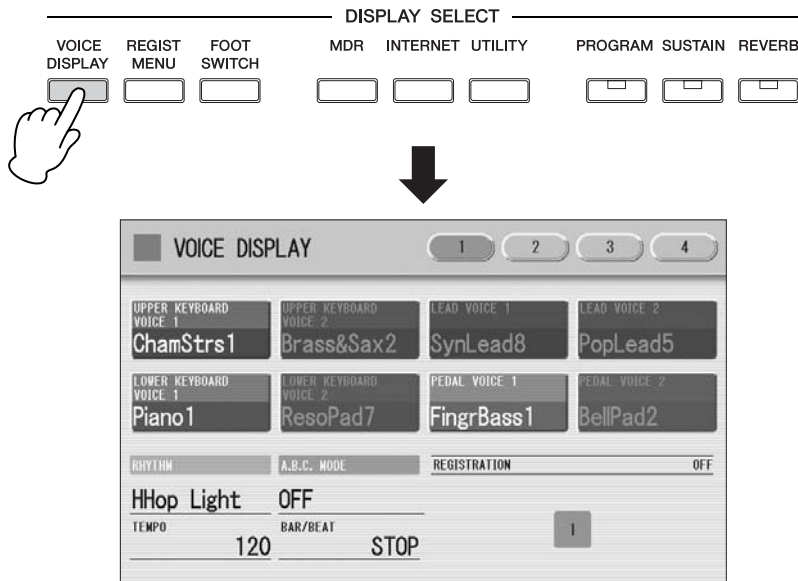 DISPLAY SELECT
VOICE DISPLAY
REGIST MENU
FOOT SWITCH
MDR
INTERNET
UTILITY
PROGRAM
SUSTAIN
REVERB
VOICE DISPLAY
1
2
3
4
UPPER KEYBOARD
VOICE 1
ChamStrs1
UPPER KEYBOARD
VOICE 2
Brass&Sax2
LEAD VOICE 1
SynLead8
LEAD VOICE 2
PopLead5
LOWER KEYBOARD
VOICE 1
Piano1
LOWER KEYBOARD
VOICE 2
ResoPad7
PEDAL VOICE 1
FingrBass1
PEDAL VOICE 2
BellPad2
RHYTHM
HHop Light
A.B.C. MODE
OFF
REGISTRATION
OFF
TEMPO
120
BAR/BEAT
STOP
1